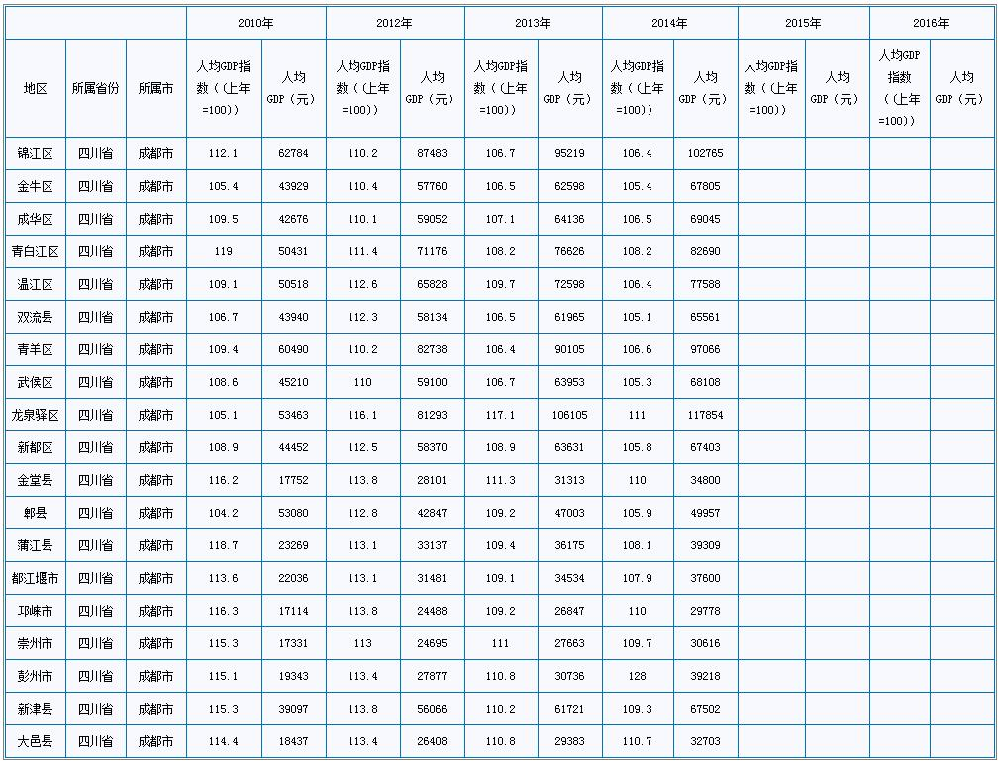 2010年 2012年 2013年 2014年 2015年 2016年
地区 所属省份 所属市 人均GDP指数（（上年=100）） 人均GDP（元） 人均GDP指数（（上年=100）） 人均GDP（元） 人均GDP指数（（上年=100）） 人均GDP（元） 人均GDP指数（（上年=100）） 人均GDP（元） 人均GDP指数（（上年=100）） 人均GDP（元） 人均GDP指数（（上年=100）） 人均GDP（元）
锦江区 四川省 成都市 112.1 62784 110.2 87483 106.7 95219 106.4 102765
金牛区 四川省 成都市 105.4 43929 110.4 57760 106.5 62598 105.4 67805
成华区 四川省 成都市 109.5 42676 110.1 59052 107.1 64136 106.5 69045
青白江区 四川省 成都市 119 50431 111.4 71176 108.2 76626 108.2 82690
温江区 四川省 成都市 109.1 50518 112.6 65828 109.7 72598 106.4 77588
双流县 四川省 成都市 106.7 43940 112.3 58134 106.5 61965 105.1 65561
青羊区 四川省 成都市 109.4 60490 110.2 82738 106.4 90105 106.6 97066
武侯区 四川省 成都市 108.6 45210 110 59100 106.7 63953 105.3 68108
龙泉驿区 四川省 成都市 105.1 53463 116.1 81293 117.1 106105 111 117854
新都区 四川省 成都市 108.9 44452 112.5 58370 108.9 63631 105.8 67403
金堂县 四川省 成都市 116.2 17752 113.8 28101 111.3 31313 110 34800
郫县 四川省 成都市 104.2 53080 112.8 42847 109.2 47003 105.9 49957
蒲江县 四川省 成都市 118.7 23269 113.1 33137 109.4 36175 108.1 39309
都江堰市 四川省 成都市 113.6 22036 113.1 31481 109.1 34534 107.9 37600
邛崃市 四川省 成都市 116.3 17114 113.8 24488 109.2 26847 110 29778
崇州市 四川省 成都市 115.3 17331 113 24695 111 27663 109.7 30616
彭州市 四川省 成都市 115.1 19343 113.4 27877 110.8 30736 128 39218
新津县 四川省 成都市 115.3 39097 113.8 56066 110.2 61721 109.3 67502
大邑县 四川省 成都市 114.4 18437 113.4 26408 110.8 29383 110.7 32703